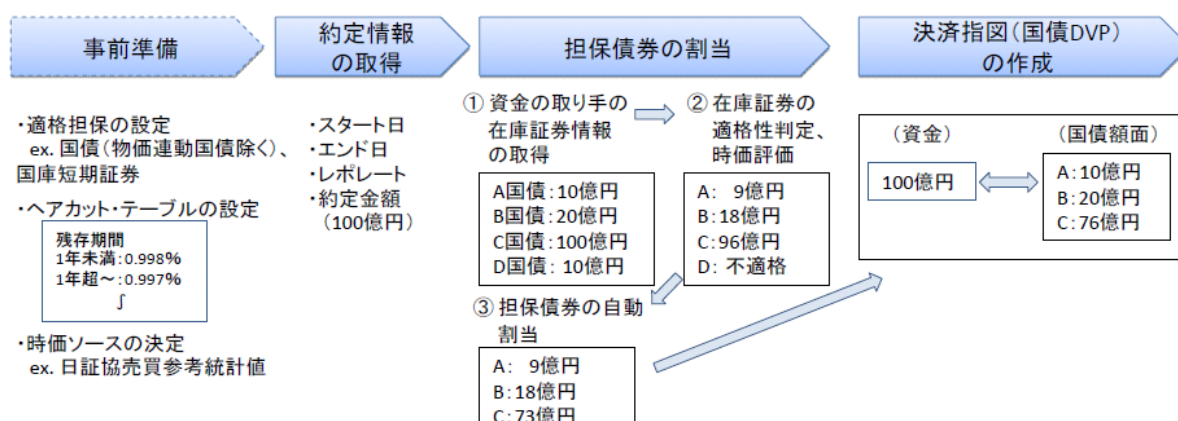 事前準備
約定情報
の取得
担保債券の割当
決済指図(国債DVP)
の作成
・適格担保の設定
ex. 国債(物価連動国債除く)、
国庫短期証券
・ヘアカット・テーブルの設定
残存期間
1年未満:0.998%
1年超～:0.997%
∫
・時価ソースの決定
ex. 日証協売買参考統計値
・スタート日
・エンド日
・レポレート
・約定金額
(100億円)
① 資金の取り手の
在庫証券情報
の取得
A国債:10億円
B国債:20億円
C国債:100億円
D国債: 10億円
② 在庫証券の
適格性判定、
時価評価
A: 9億円
B:18億円
C:96億円
D: 不適格
③ 担保債券の自動
割当
A: 9億円
B:18億円
C:73億円
(資金)
100億円
(国債額面)
A:10億円
B:20億円
C:76億円